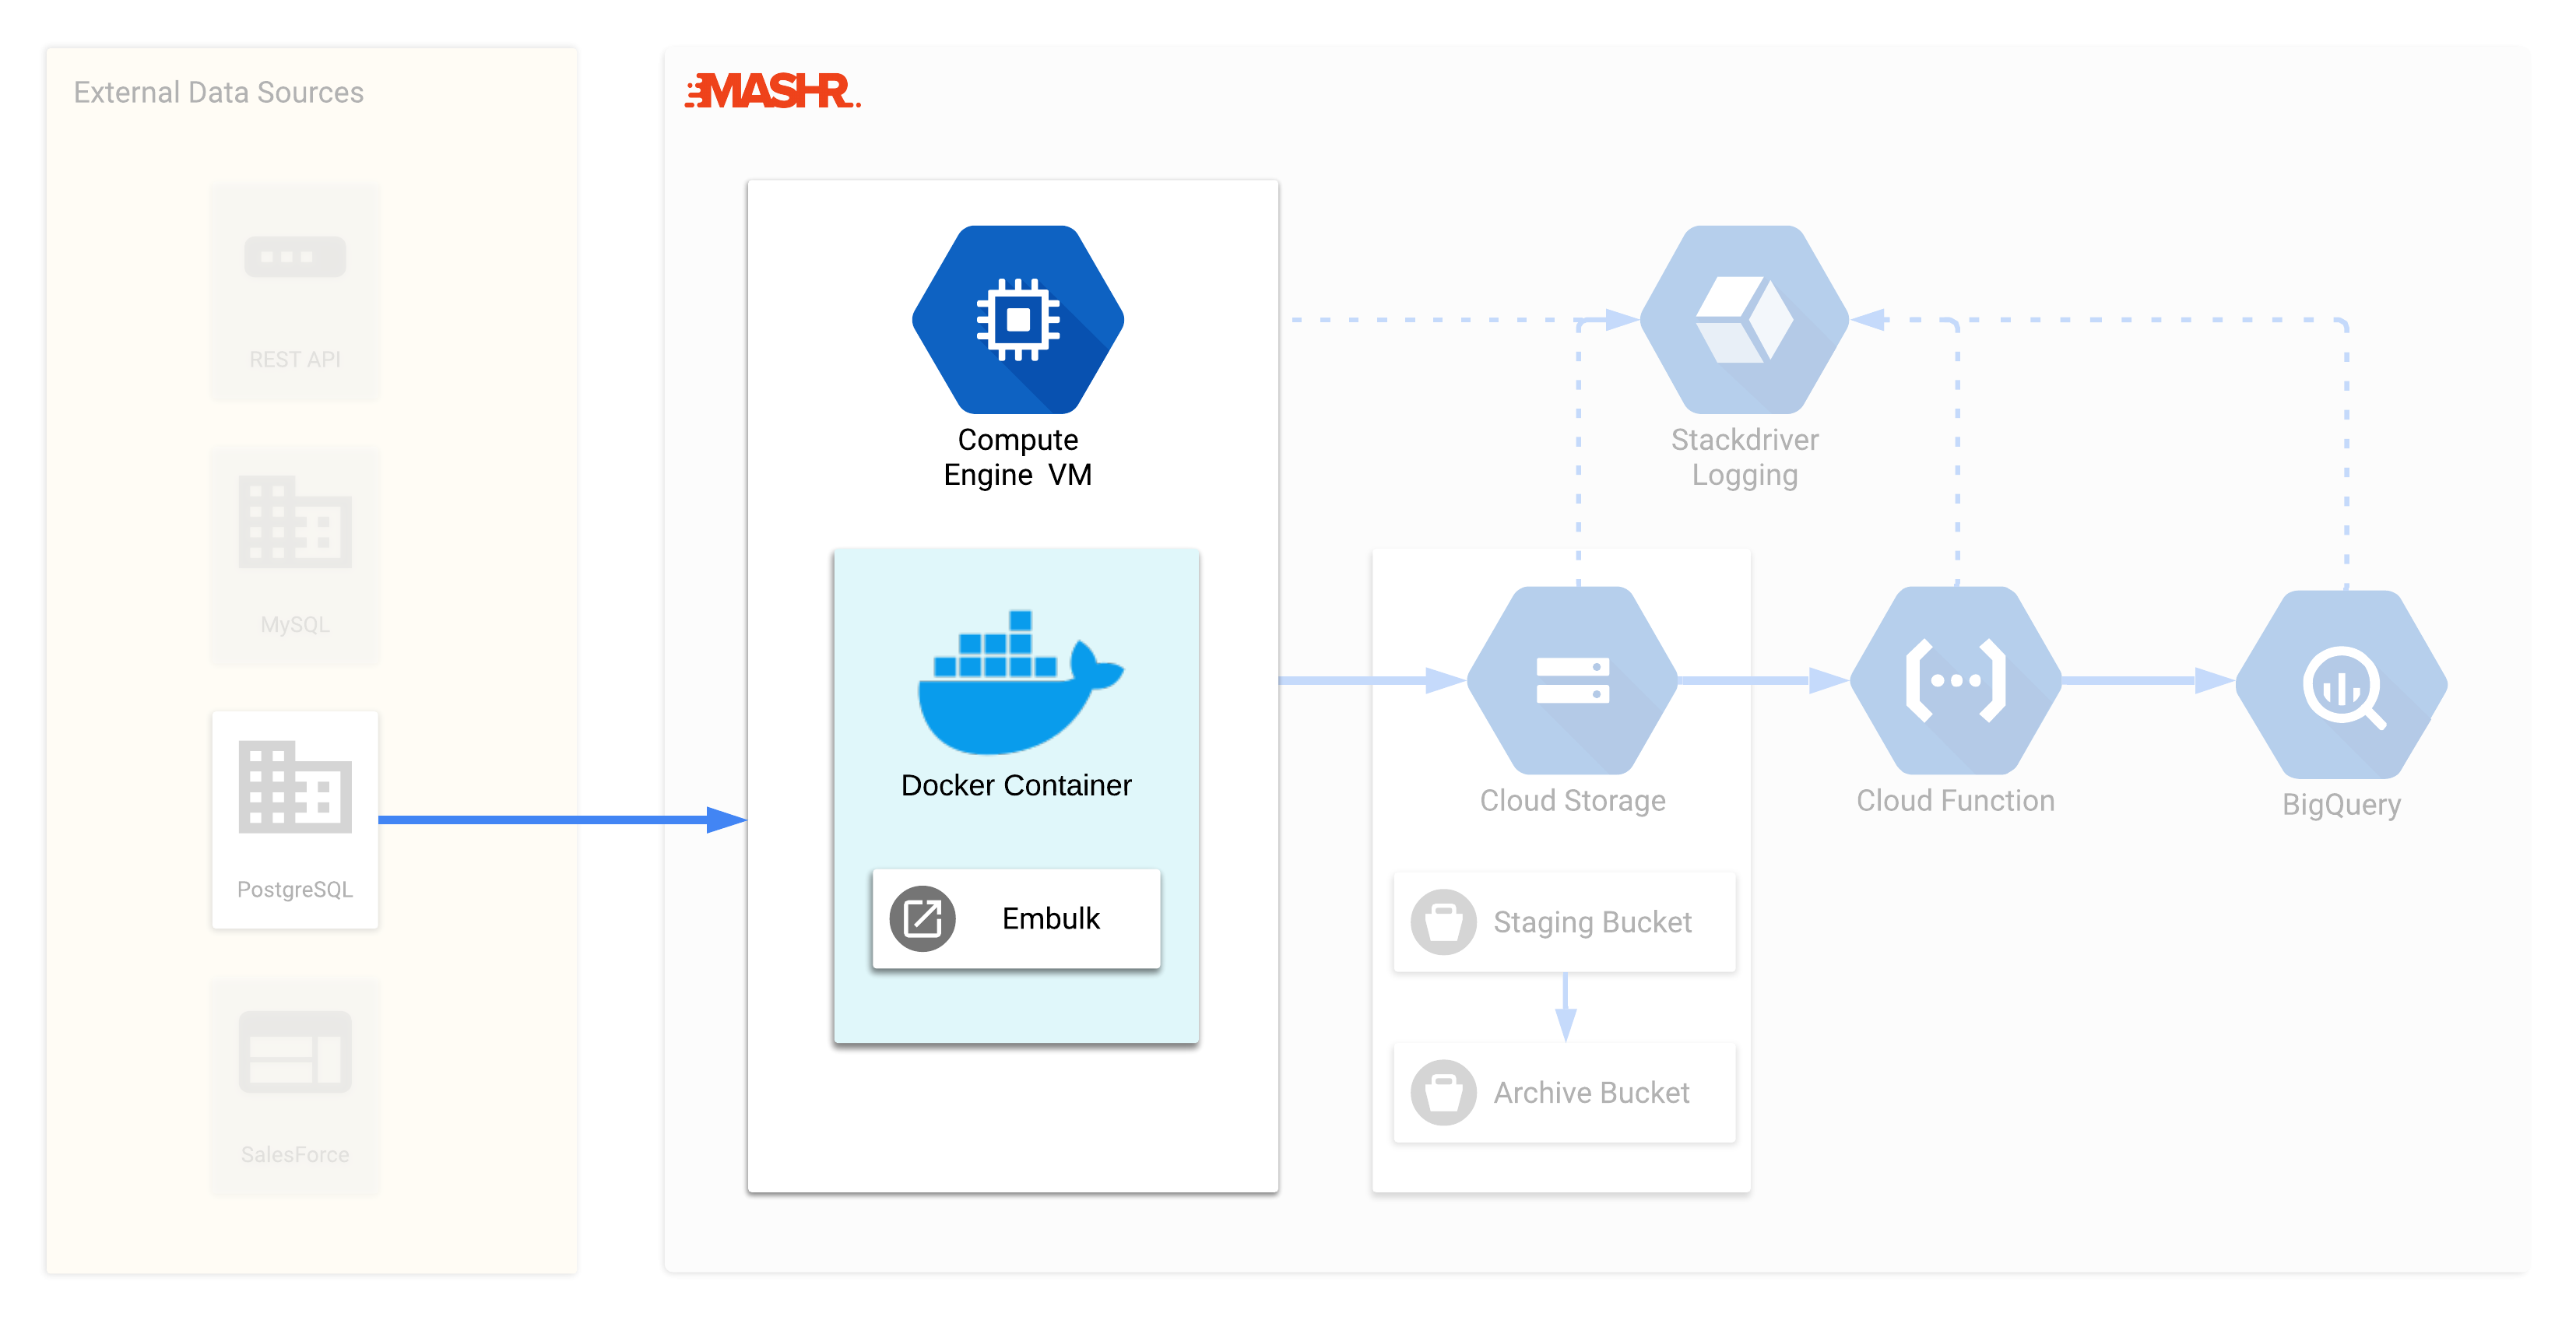 External Data Sources
REST API
MySQL
PostgreSQL
SalesForce
MASHR
Compute
Engine VM
Docker Container
Embulk
Stackdriver
Logging
Cloud Storage
Staging Bucket
Archive Bucket
Cloud Function
BigQuery